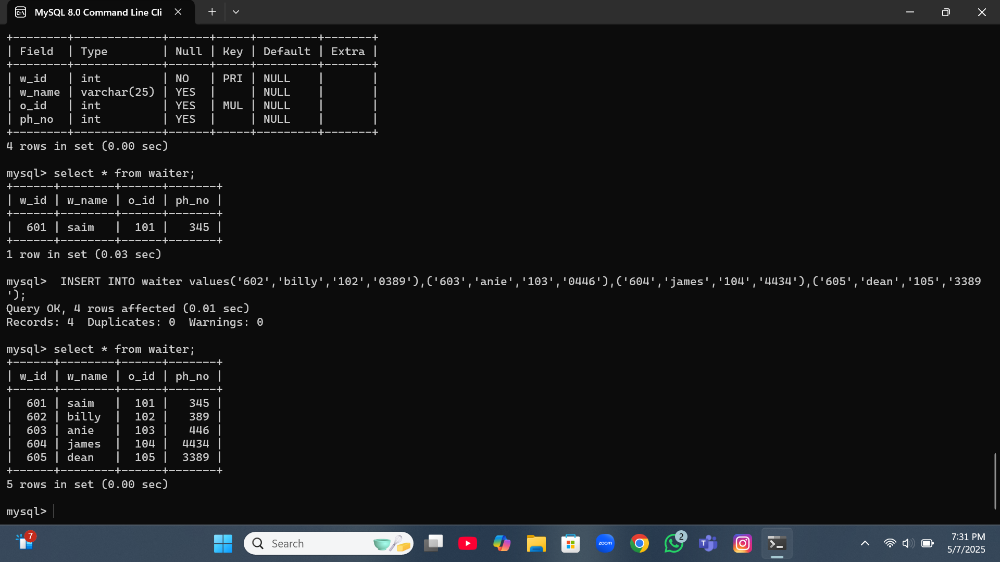 MySQL 8.0 Command Line Cli
+--------+-------------+------+-----+---------+-------+
| Field  | Type        | Null | Key | Default | Extra |
+--------+-------------+------+-----+---------+-------+
| w_id   | int         | NO   | PRI | NULL    |       |
| w_name | varchar(25) | YES  |     | NULL    |       |
| o_id   | int         | YES  | MUL | NULL    |       |
| ph_no  | int         | YES  |     | NULL    |       |
+--------+-------------+------+-----+---------+-------+
4 rows in set (0.00 sec)
mysql> select * from waiter;
+------+--------+------+-------+
| w_id | w_name | o_id | ph_no |
+------+--------+------+-------+
|  601 | saim   |  101 |   345 |
+------+--------+------+-------+
1 row in set (0.03 sec)
mysql>  INSERT INTO waiter values('602','billy','102','0389'),('603','anie','103','0446'),('604','james','104','4434'),('605','dean','105','3389
');
Query OK, 4 rows affected (0.01 sec)
Records: 4  Duplicates: 0  Warnings: 0
mysql> select * from waiter;
+------+--------+------+-------+
| w_id | w_name | o_id | ph_no |
+------+--------+------+-------+
|  601 | saim   |  101 |   345 |
|  602 | billy  |  102 |   389 |
|  603 | anie   |  103 |   446 |
|  604 | james  |  104 |  4434 |
|  605 | dean   |  105 |  3389 |
+------+--------+------+-------+
5 rows in set (0.00 sec)
mysql>
7
Search
zoom
2
T
7:31 PM
5/7/2025